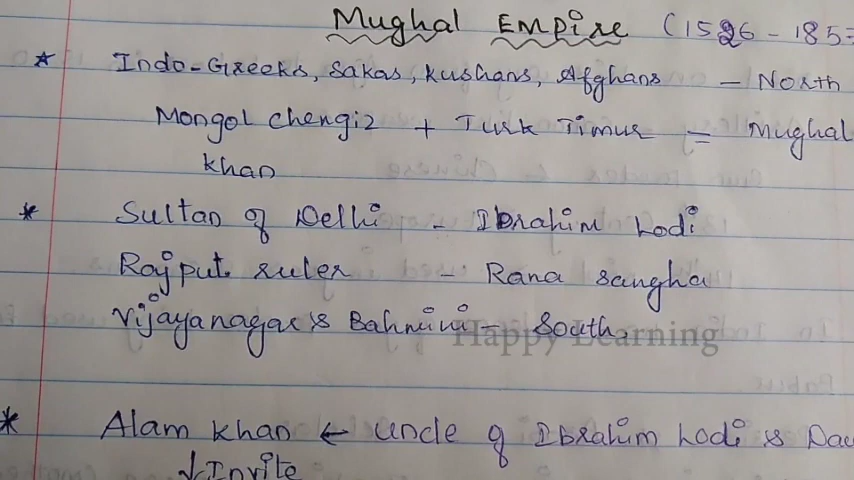 Mughal Empire (1526 - 185
* Indo-Greeks, Sakas, Kushans, Afghans - North
Mongol Chengiz + Turk Timur = Mughal
Khan
* Sultan of Delhi - Ibrahim Lodi
Rajput ruler - Rana Sangha
Vijayanagar & Bahmini - South.
Happy Learning
* Alam Khan ← uncle of Ibrahim Lodi & Dau
↓ Invite